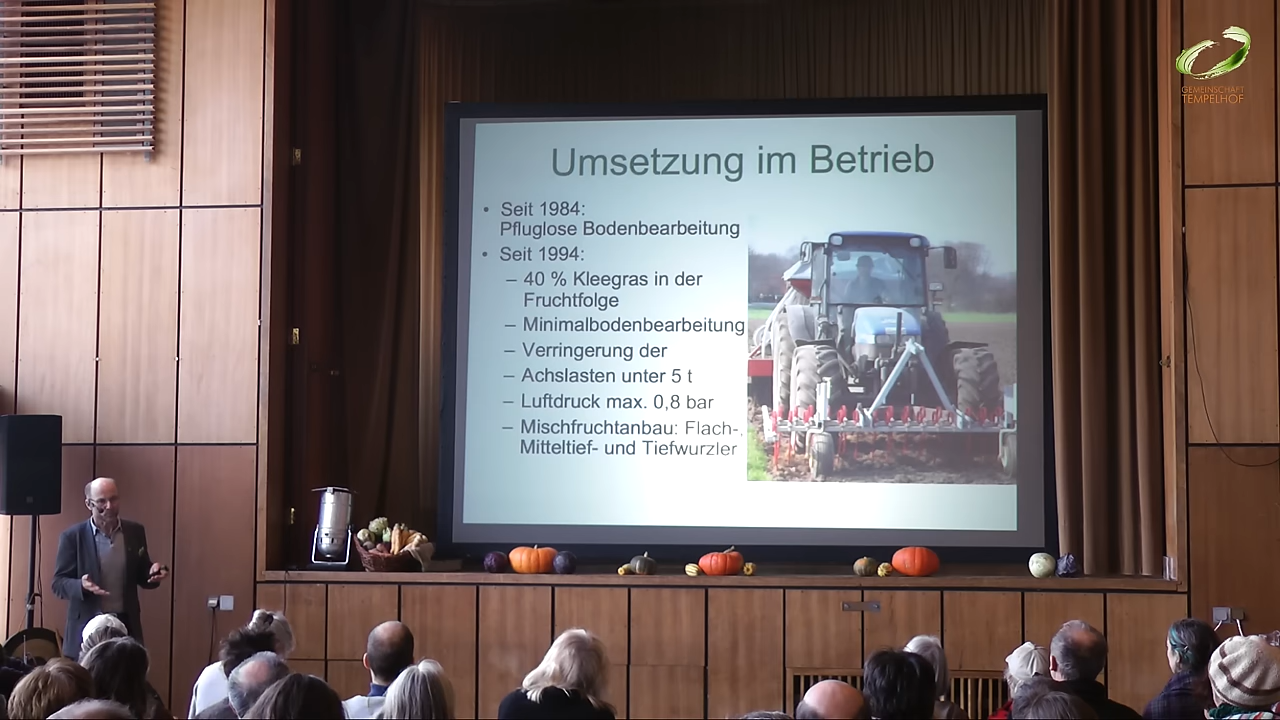 GEMEINSCHAFT
TEMPELHOF
Umsetzung im Betrieb
• Seit 1984:
Pfluglose Bodenbearbeitung
• Seit 1994:
– 40 % Kleegras in der
Fruchtfolge
– Minimalbodenbearbeitung
– Verringerung der
– Achslasten unter 5 t
– Luftdruck max. 0,8 bar
– Mischfruchtanbau: Flach-,
Mitteltief- und Tiefwurzler